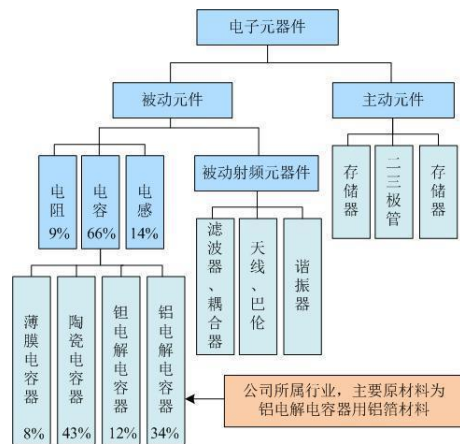 电子元器件
被动元件
主动元件
电阻
9%
电容
66%
电感
14%
被动射频元器件
存储器
二三极管
存储器
滤波器、耦合器
天线、巴伦
谐振器
薄膜电容器
8%
陶瓷电容器
43%
钽电解电容器
12%
铝电解电容器
34%
公司所属行业，主要原材料为
铝电解电容器用铝箔材料